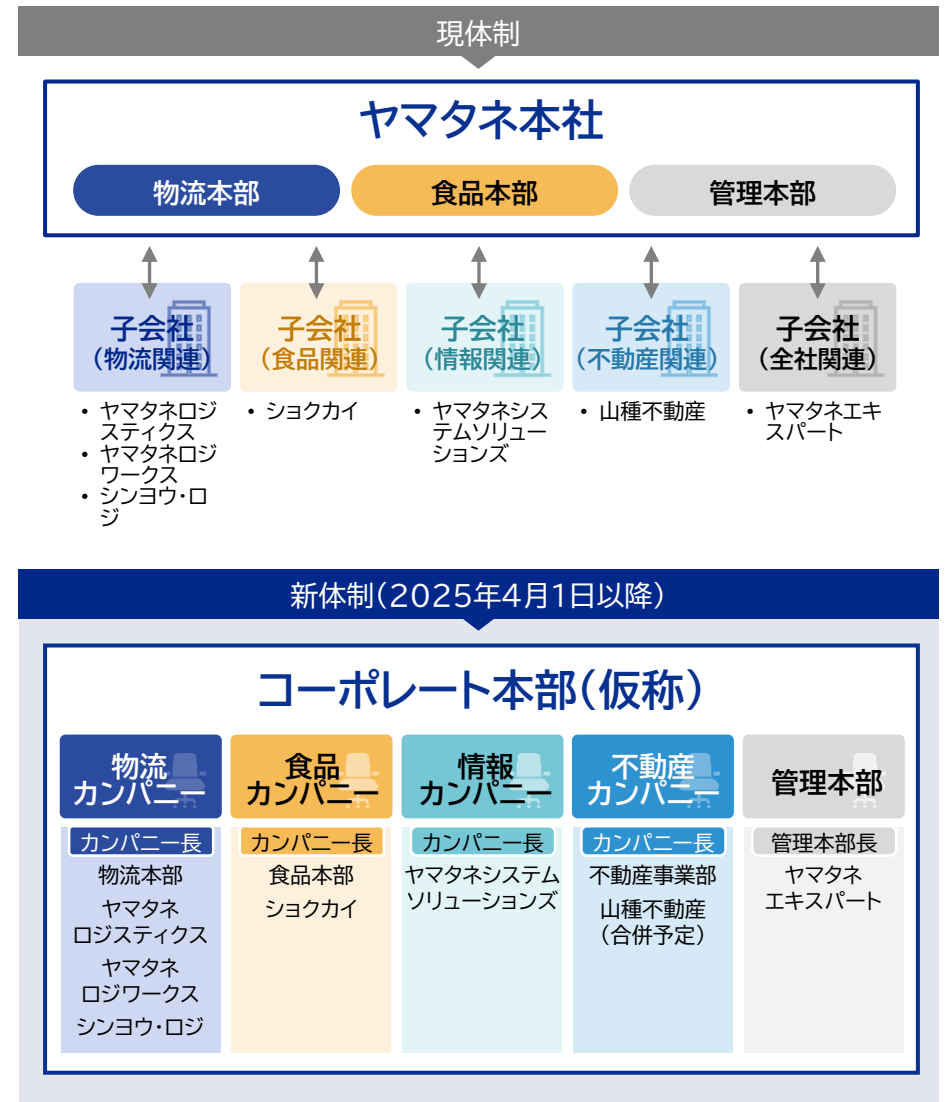 現体制
ヤマタネ本社
物流本部
食品本部
管理本部
子会社
(物流関連)
子会社
(食品関連)
子会社
(情報関連)
子会社
(不動産関連)
子会社
(全社関連)
• ヤマタネロジ
スティクス
• ヤマタネロジ
ワークス
• シンヨウ・ロ
ジ
• ショクカイ
• ヤマタネシス
テムソリュー
ションズ
• 山種不動産
• ヤマタネエキ
スパート
新体制(2025年4月1日以降)
コーポレート本部(仮称)
物流
カンパニー
カンパニー長
物流本部
ヤマタネ
ロジスティクス
ヤマタネ
ロジワークス
シンヨウ・ロジ
食品
カンパニー
カンパニー長
食品本部
ショクカイ
情報
カンパニー
カンパニー長
ヤマタネシステム
ソリューションズ
不動産
カンパニー
カンパニー長
不動産事業部
山種不動産
(合併予定)
管理本部
管理本部長
ヤマタネ
エキスパート